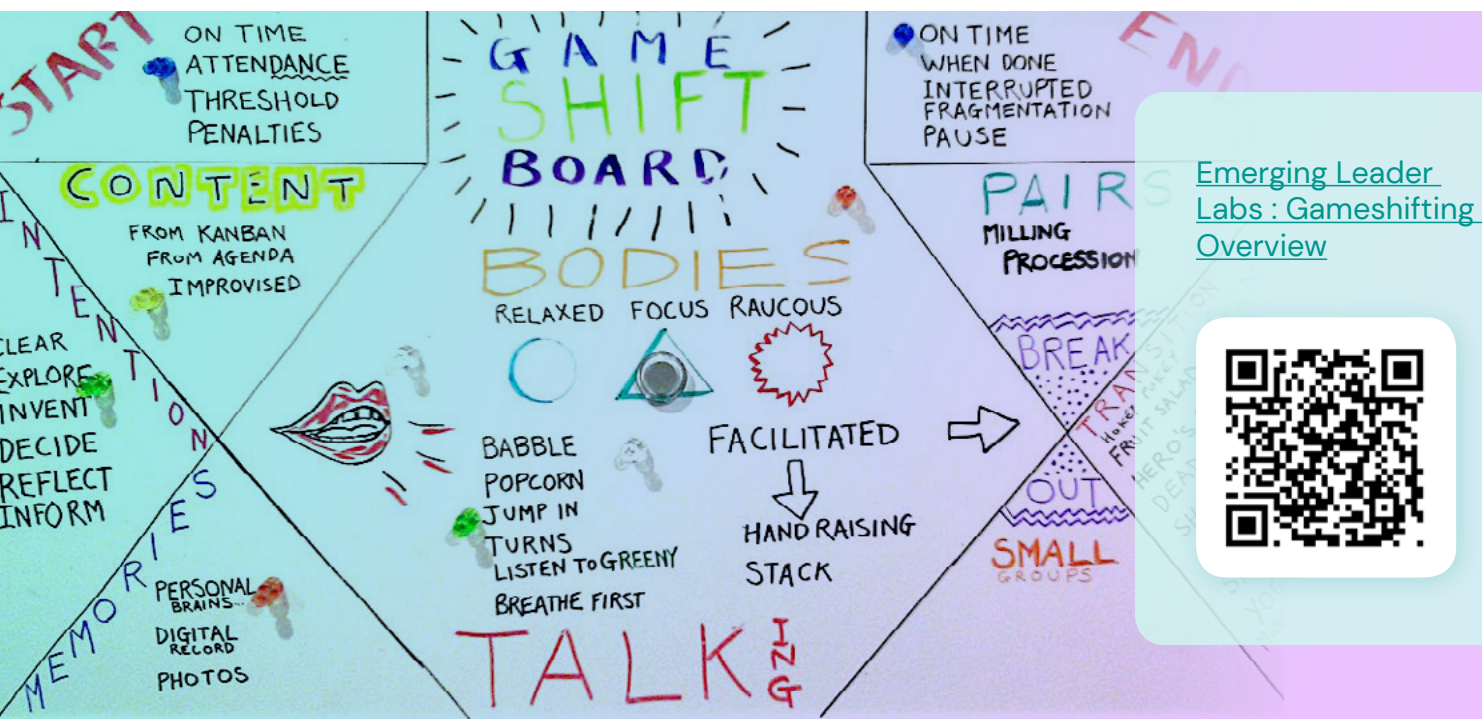 START
ON TIME
ATTENDANCE
THRESHOLD
PENALTIES
GAME
SHIFT
BOARD
ON TIME
WHEN DONE
INTERRUPTED
FRAGMENTATION
PAUSE
END
CONTENT
FROM KANBAN
FROM AGENDA
IMPROVISED
INTENTION
CLEAR
EXPLORE
INVENT
DECIDE
REFLECT
INFORM
MEMORIES
PERSONAL
BRAINS
DIGITAL
RECORD
PHOTOS
BODIES
RELAXED FOCUS RAUCOUS
BABBLE
POPCORN
JUMP IN
TURNS
LISTEN TO GREENY
BREATHE FIRST
FACILITATED
HAND RAISING
STACK
TALKING
PAIRS
MILLING
PROCESSION
BREAK
OUT
SMALL
GROUPS
TRANSITION
HOKEY POKEY
FRUIT SALAD
HERO'S
Emerging Leader
Labs : Gameshifting
Overview